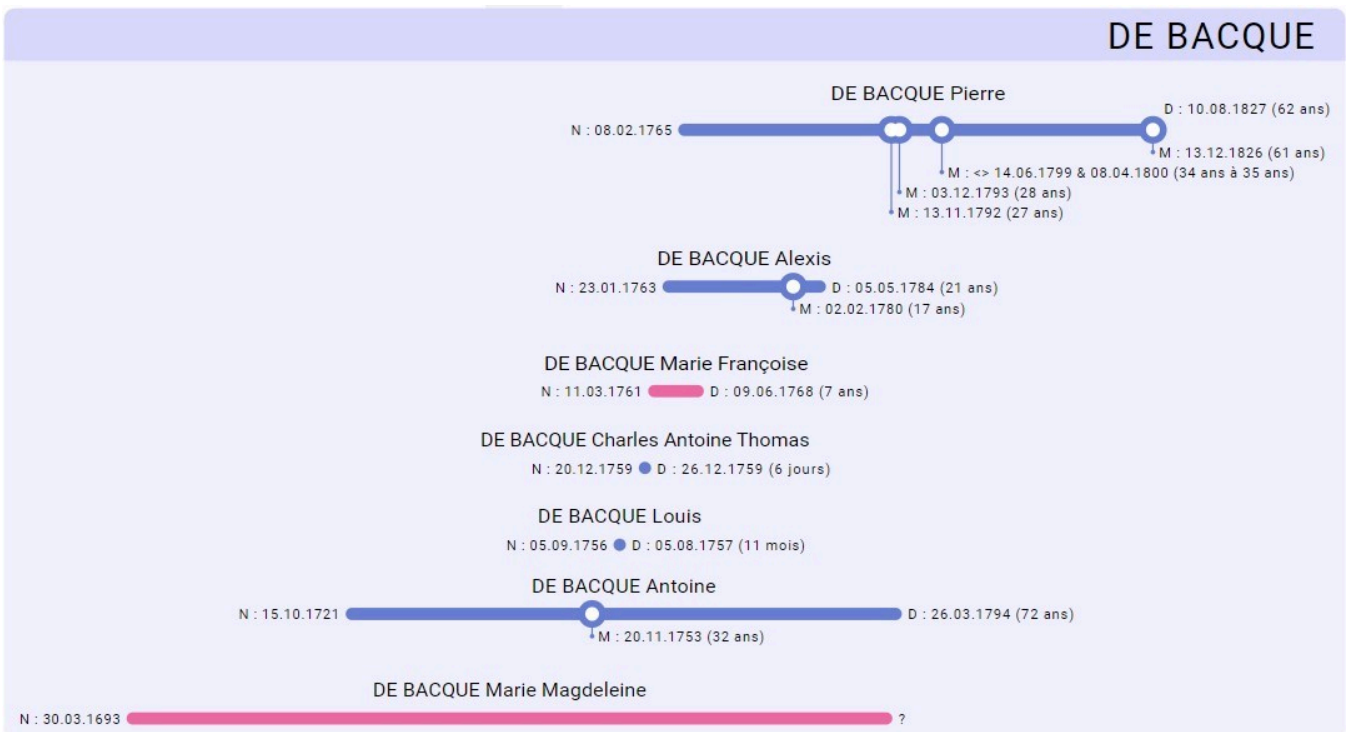 DE BACQUE
DE BACQUE Pierre
D : 10.08.1827 (62 ans)
N : 08.02.1765
M : 13.12.1826 (61 ans)
M : <> 14.06.1799 & 08.04.1800 (34 ans à 35 ans)
M : 03.12.1793 (28 ans)
M : 13.11.1792 (27 ans)
DE BACQUE Alexis
N : 23.01.1763 D : 05.05.1784 (21 ans)
M : 02.02.1780 (17 ans)
DE BACQUE Marie Françoise
N : 11.03.1761 D : 09.06.1768 (7 ans)
DE BACQUE Charles Antoine Thomas
N : 20.12.1759 D : 26.12.1759 (6 jours)
DE BACQUE Louis
N : 05.09.1756 D : 05.08.1757 (11 mois)
DE BACQUE Antoine
N : 15.10.1721 D : 26.03.1794 (72 ans)
M : 20.11.1753 (32 ans)
DE BACQUE Marie Magdeleine
N : 30.03.1693 ?